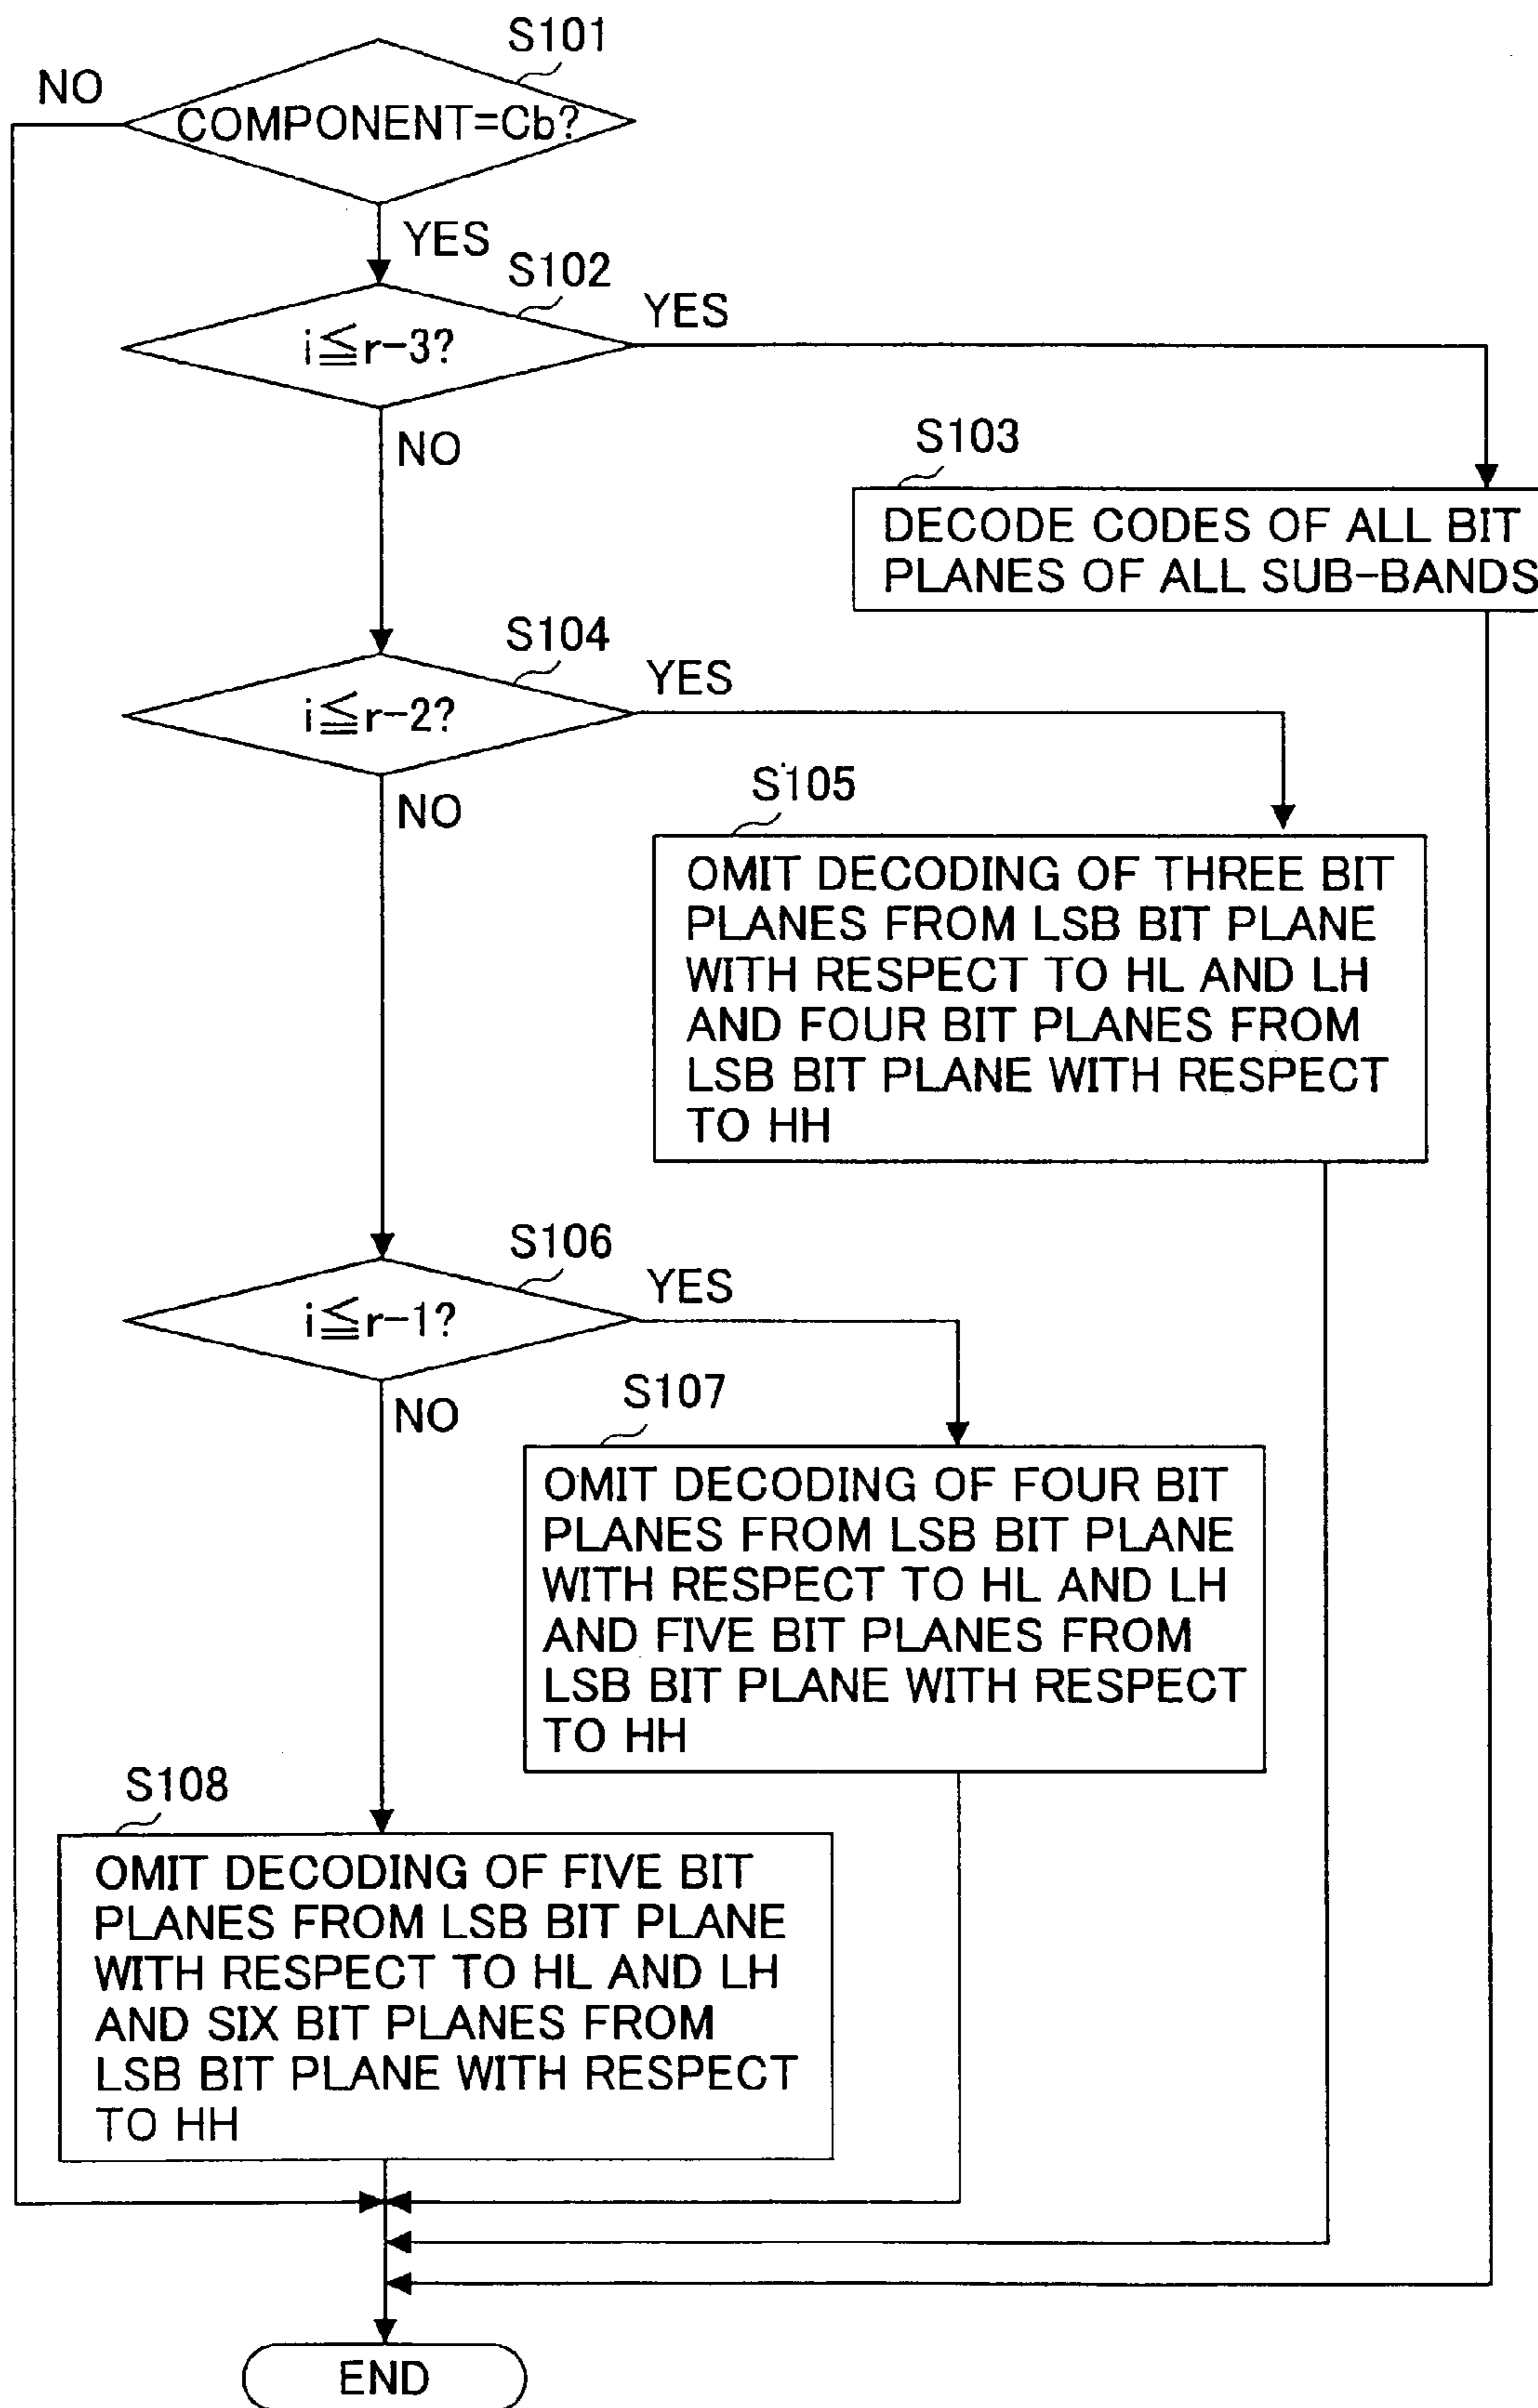 S101
NO
COMPONENT=Cb?
YES
S102
YES
i≦r-3?
NO
S103
DECODE CODES OF ALL BIT
PLANES OF ALL SUB-BANDS
S104
YES
i≦r-2?
NO
S105
OMIT DECODING OF THREE BIT
PLANES FROM LSB BIT PLANE
WITH RESPECT TO HL AND LH
AND FOUR BIT PLANES FROM
LSB BIT PLANE WITH RESPECT
TO HH
S106
YES
i≦r-1?
NO
S107
OMIT DECODING OF FOUR BIT
PLANES FROM LSB BIT PLANE
WITH RESPECT TO HL AND LH
AND FIVE BIT PLANES FROM
LSB BIT PLANE WITH RESPECT
TO HH
S108
OMIT DECODING OF FIVE BIT
PLANES FROM LSB BIT PLANE
WITH RESPECT TO HL AND LH
AND SIX BIT PLANES FROM
LSB BIT PLANE WITH RESPECT
TO HH
END